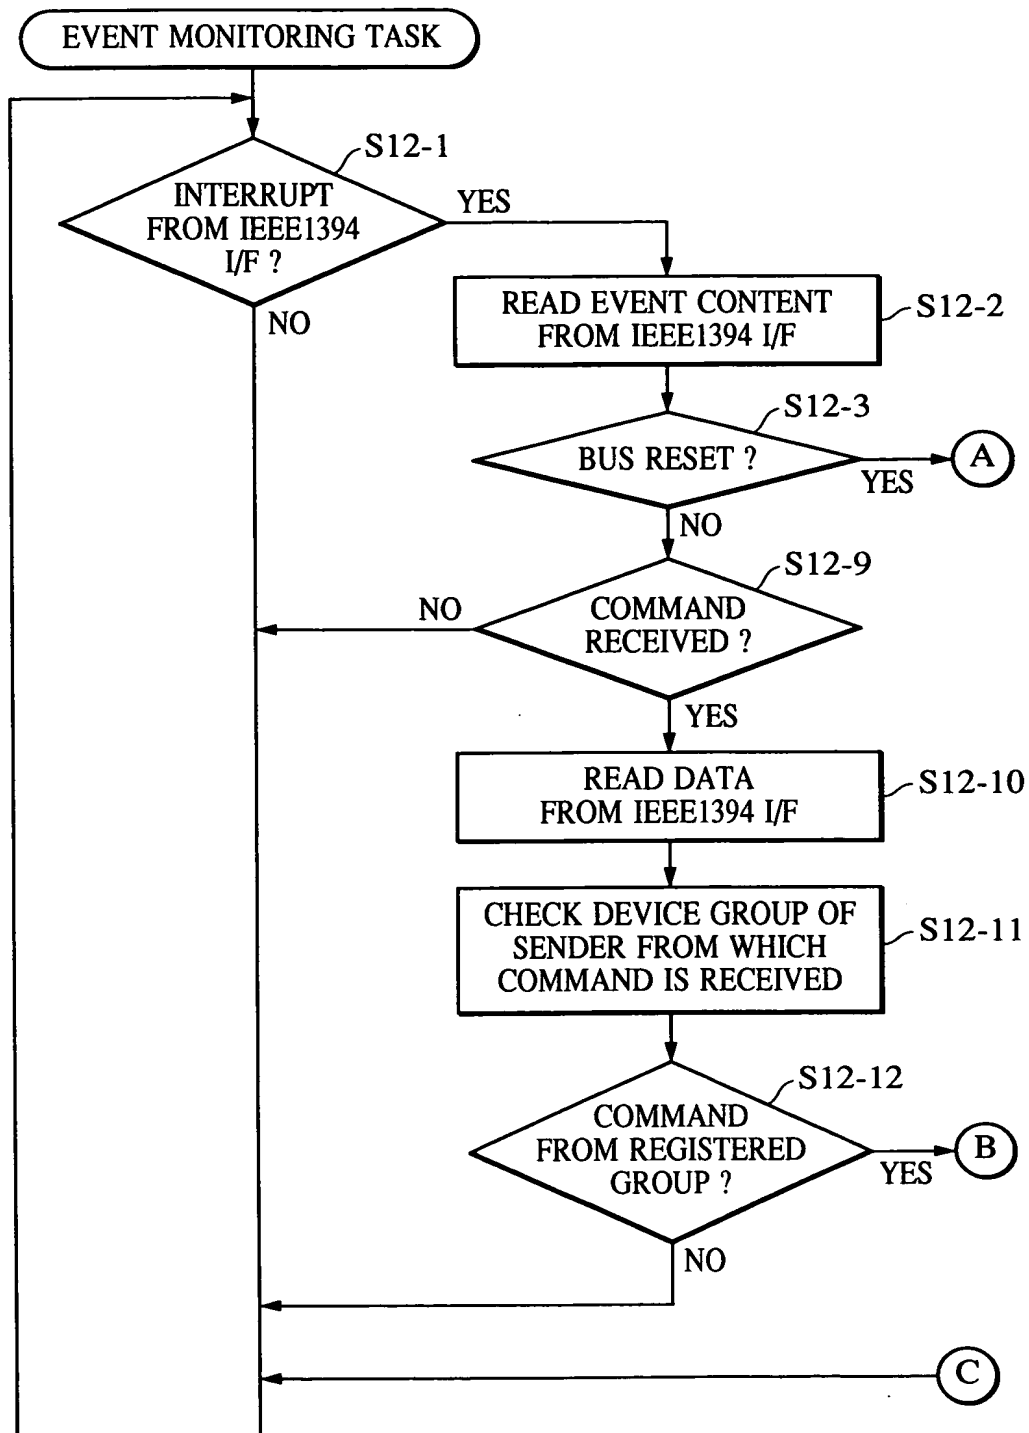 EVENT MONITORING TASK
S12-1
INTERRUPT
FROM IEEE1394
I/F ?
YES
NO
READ EVENT CONTENT
FROM IEEE1394 I/F
S12-2
S12-3
BUS RESET ?
YES
A
NO
S12-9
COMMAND
RECEIVED ?
NO
YES
READ DATA
FROM IEEE1394 I/F
S12-10
CHECK DEVICE GROUP OF
SENDER FROM WHICH
COMMAND IS RECEIVED
S12-11
S12-12
COMMAND
FROM REGISTERED
GROUP ?
YES
B
NO
C